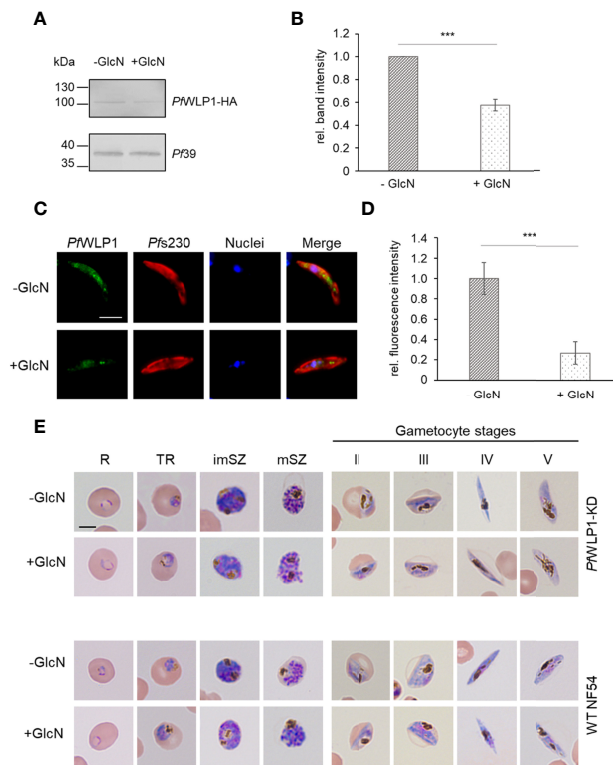 A
kDa
-GlcN +GlcN
130
100
PfWLP1-HA
40
35
Pf39
B
***
rel. band intensity
1.2
1
0.8
0.6
0.4
0.2
0
- GlcN
+ GlcN
C
PfWLP1 Pfs230 Nuclei Merge
-GlcN
+GlcN
D
***
rel. fluorescence intensity
1.4
1.2
1.0
0.8
0.6
0.4
0.2
0
GlcN
+ GlcN
E
Gametocyte stages
R TR imSZ mSZ II III IV V
-GlcN
+GlcN
PfWLP1-KD
-GlcN
+GlcN
WT NF54